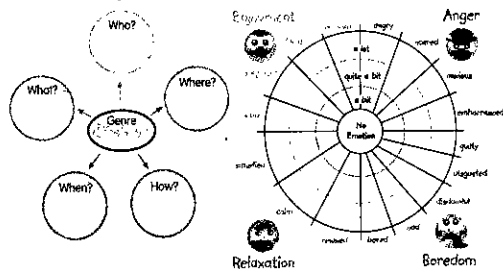 Who?
What?
Where?
Genre
When?
How?
Enjoyment
Anger
angry
worried
a lot
quite a bit
a bit
No
Emotion
embarrassed
guilty
disgusted
satisfied
calm
relaxed
bored
sad
Relaxation
Boredom